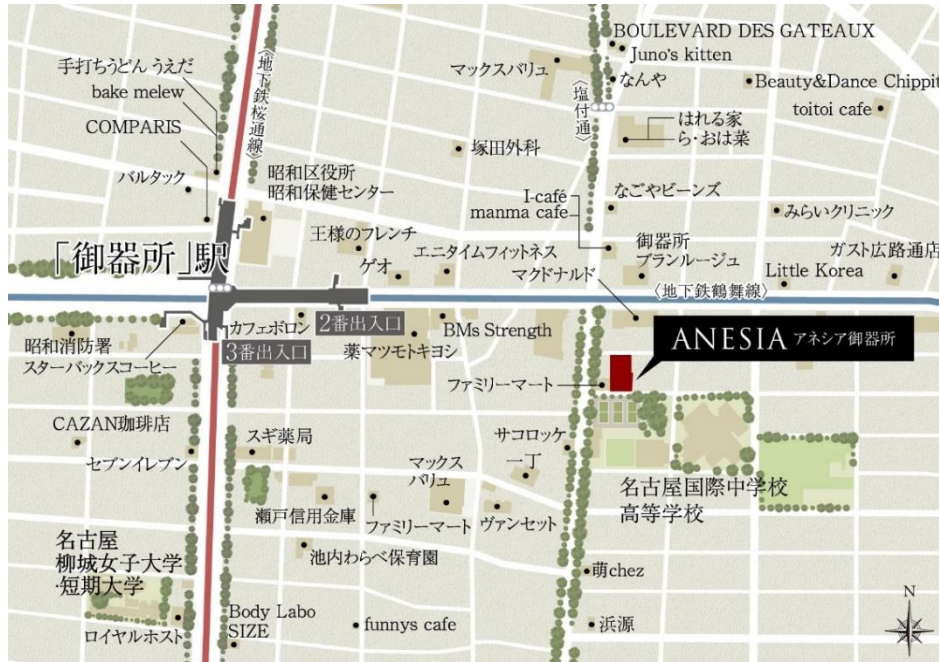 BOULEVARD DES GATEAUX
Juno's kitten
手打ちうどん うえだ
bake melew
COMPARIS
バルタック
〈地下鉄桜通線〉
マックスバリュ
〈塩付通〉
なんや
Beauty&Dance Chippit
toitoi cafe
はれる家
ら・おは菜
塚田外科
昭和区役所
昭和保健センター
I-café
manma cafe
なごやビーンズ
みらいクリニック
「御器所」駅
王様のフレンチ
ゲオ
エニタイムフィットネス
マクドナルド
御器所
ブランルージュ
Little Korea
ガスト広路通店
〈地下鉄鶴舞線〉
昭和消防署
スターバックスコーヒー
カフェボロン
2番出入口
3番出入口
薬マツモトキヨシ
BMs Strength
ANESIA アネシア御器所
ファミリーマート
CAZAN珈琲店
セブンイレブン
スギ薬局
瀬戸信用金庫
ファミリーマート
マックス
バリュ
サコロッケ
一丁
ヴァンセット
名古屋国際中学校
高等学校
池内わらべ保育園
名古屋
柳城女子大学
・短期大学
ロイヤルホスト
Body Labo
SIZE
funnys cafe
萌chez
浜源
N